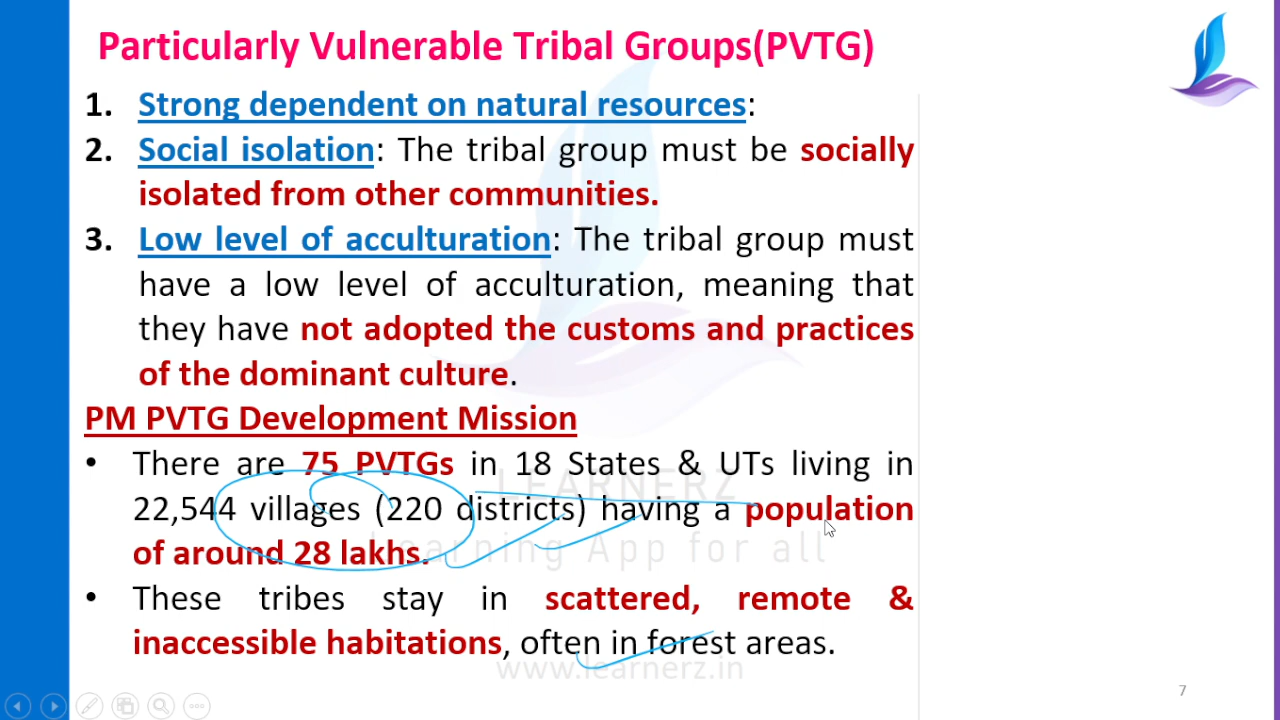 Particularly Vulnerable Tribal Groups(PVTG)
1. Strong dependent on natural resources:
2. Social isolation: The tribal group must be socially
isolated from other communities.
3. Low level of acculturation: The tribal group must
have a low level of acculturation, meaning that
they have not adopted the customs and practices
of the dominant culture.
PM PVTG Development Mission
• There are 75 PVTGs in 18 States & UTs living in
LEARNERZ
22,544 villages (220 districts) having a population
Learning App for all
of around 28 lakhs.
• These tribes stay in scattered, remote &
inaccessible habitations, often in forest areas.
www.learnerz.in
7